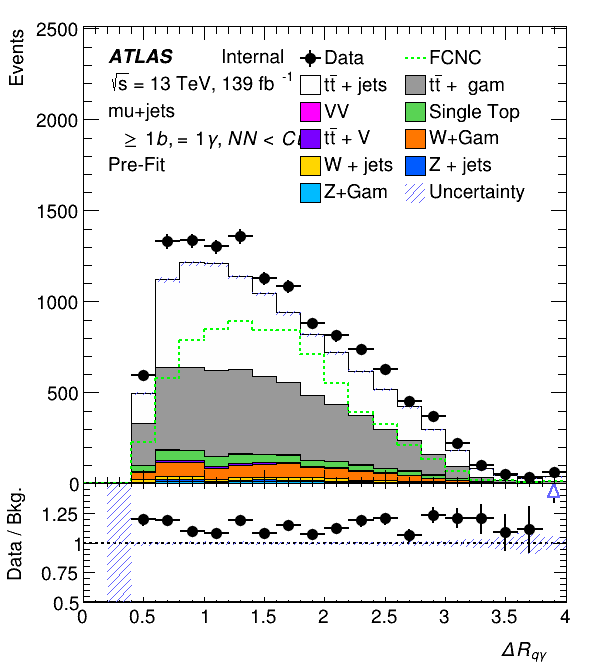 ATLAS Internal
√s = 13 TeV, 139 fb -1
mu+jets
≥ 1b, = 1γ, NN < C
Pre-Fit
Data
FCNC
tt̄ + jets
tt̄ + gam
VV
Single Top
tt̄ + V
W+Gam
W + jets
Z + jets
Z+Gam
Uncertainty
Events
2500
2000
1500
1000
500
0
Data / Bkg.
1.25
1
0.75
0.5
0 0.5 1 1.5 2 2.5 3 3.5 4
ΔR qγ